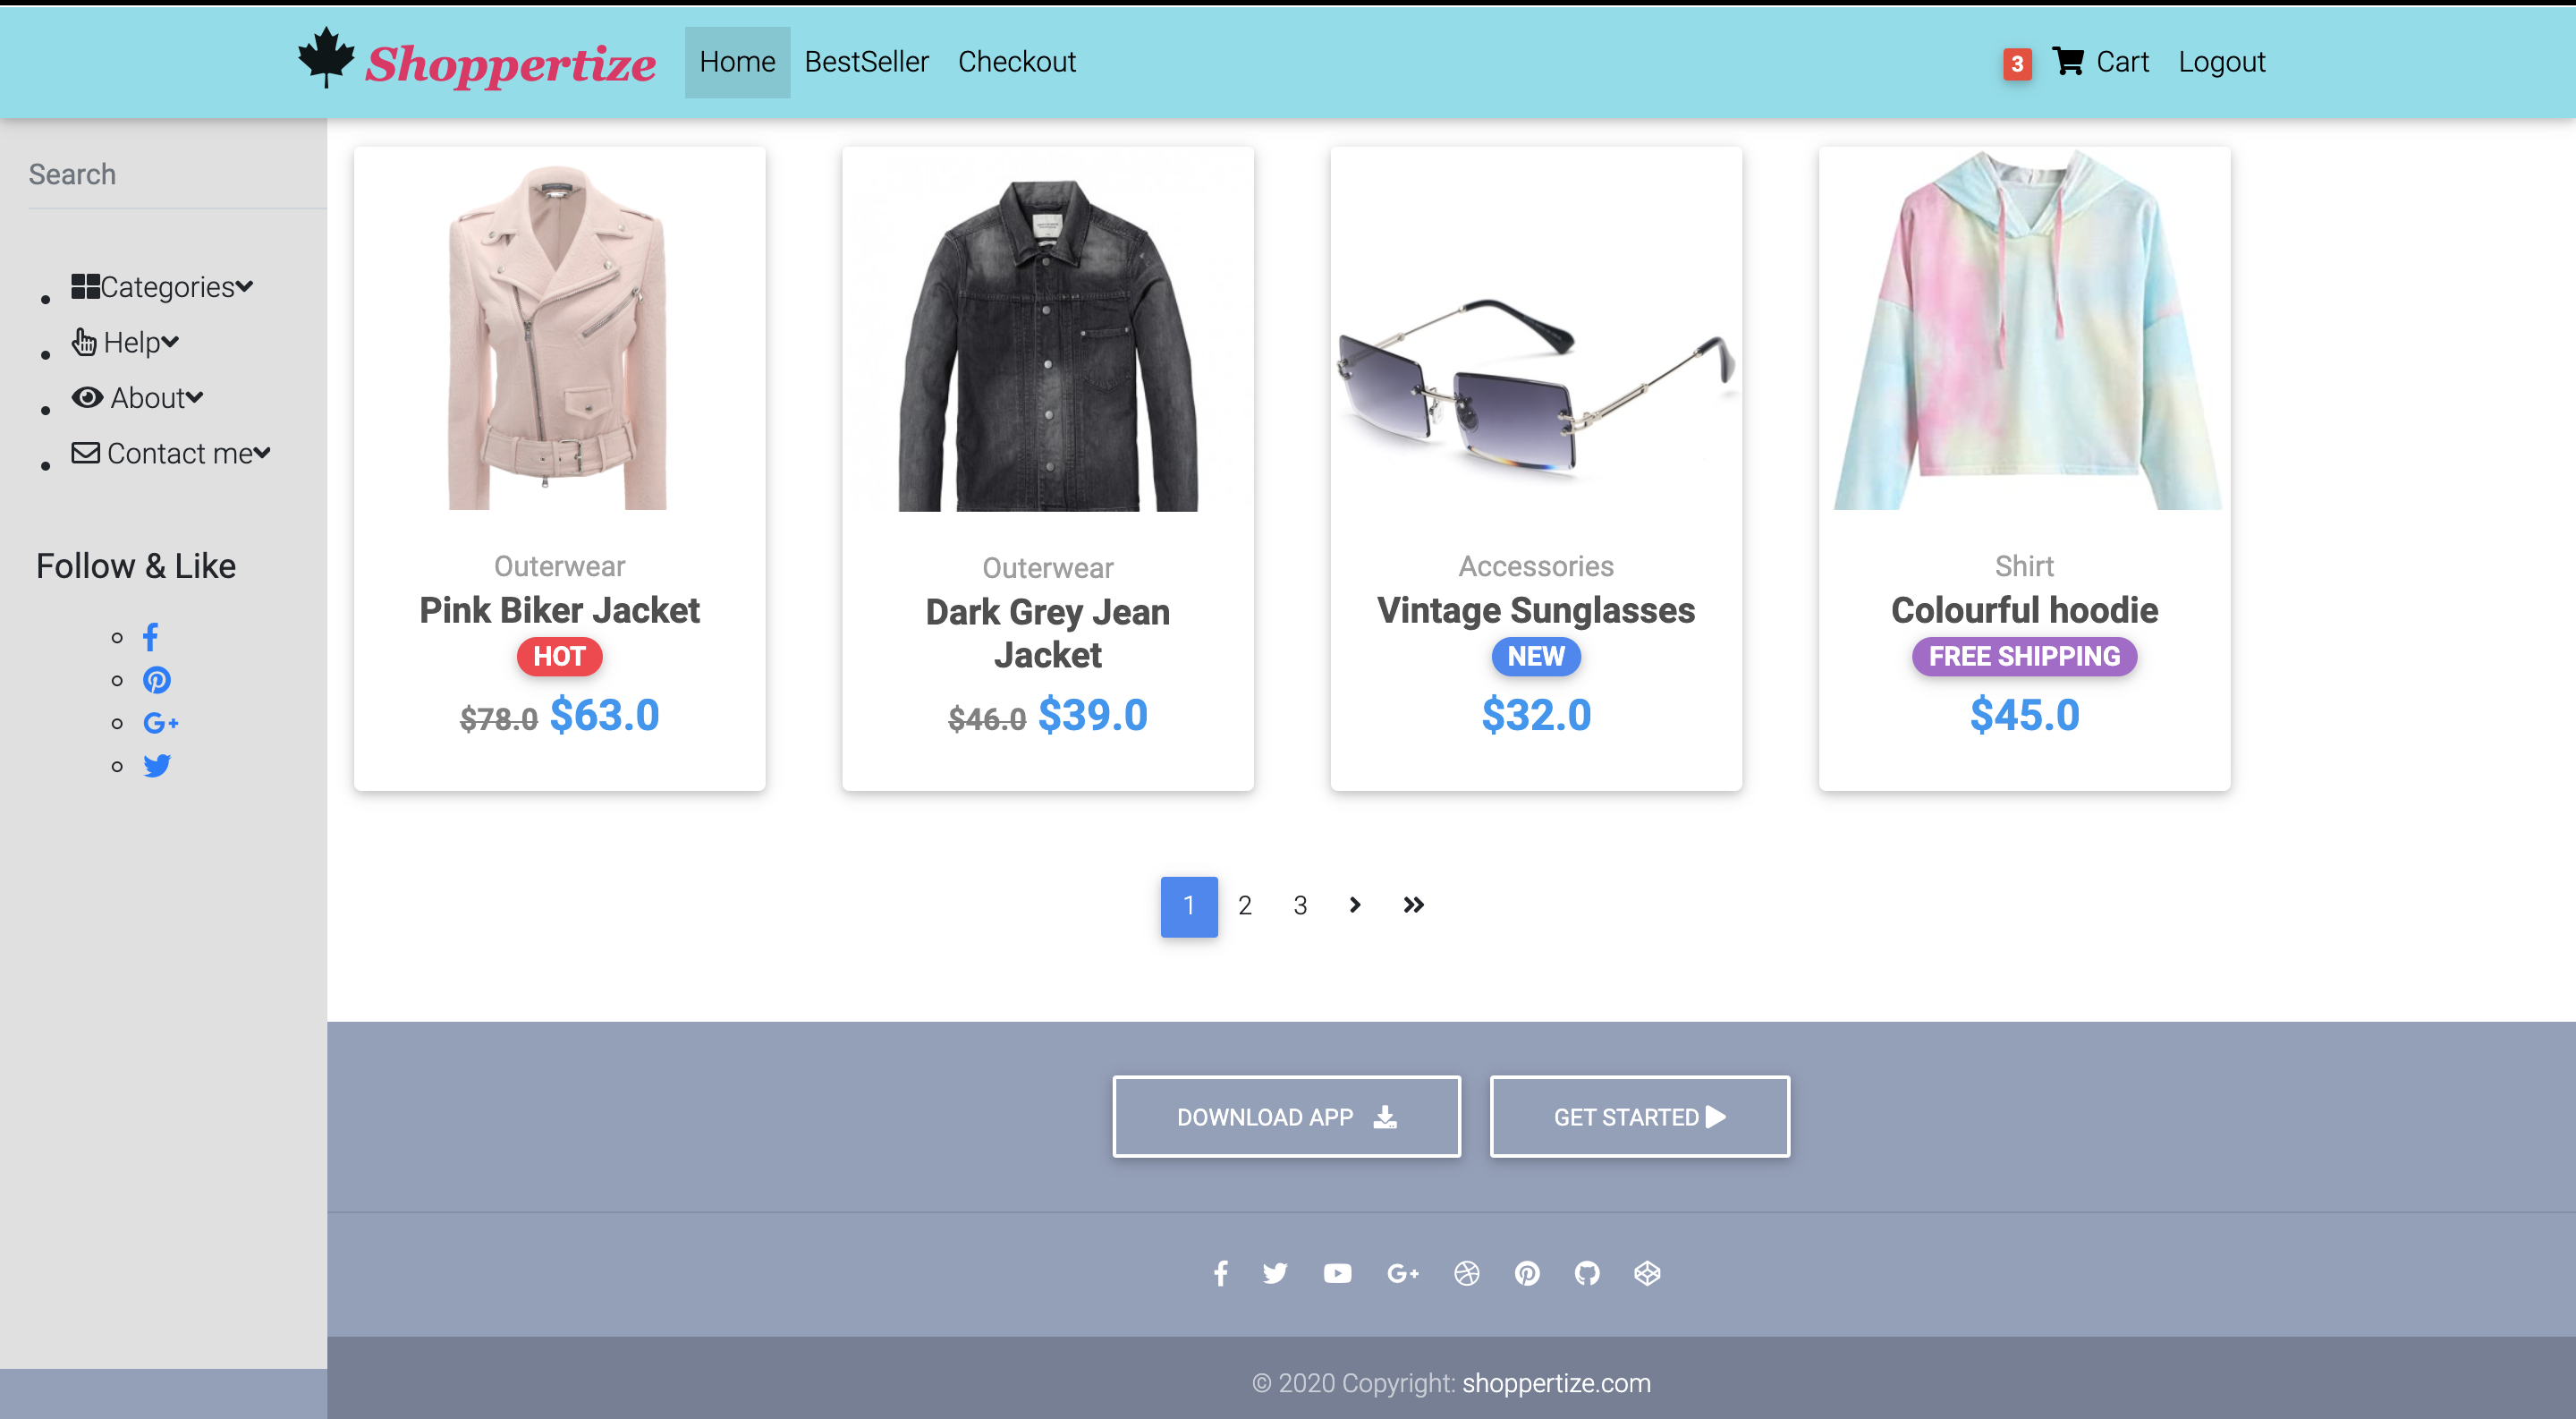 Shoppertize Home BestSeller Checkout 3 Cart Logout
Search
Categories
Help
About
Contact me
Follow & Like
Outerwear
Pink Biker Jacket
HOT
$78.0 $63.0
Outerwear
Dark Grey Jean
Jacket
$46.0 $39.0
Accessories
Vintage Sunglasses
NEW
$32.0
Shirt
Colourful hoodie
FREE SHIPPING
$45.0
1 2 3
DOWNLOAD APP GET STARTED
© 2020 Copyright: shoppertize.com